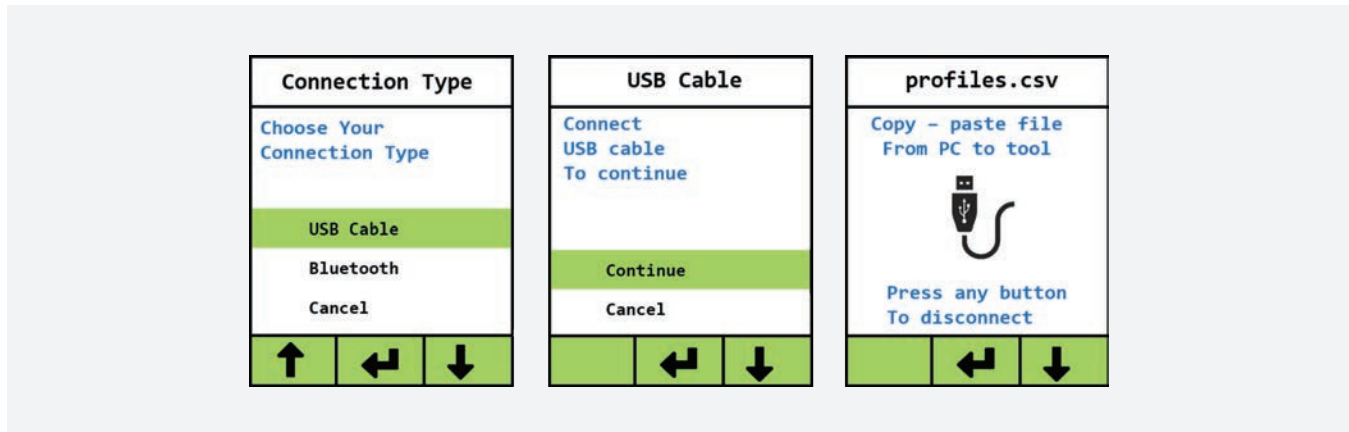 Connection Type
Choose Your
Connection Type
USB Cable
Bluetooth
Cancel
USB Cable
Connect
USB cable
To continue
Continue
Cancel
profiles.csv
Copy – paste file
From PC to tool
Press any button
To disconnect